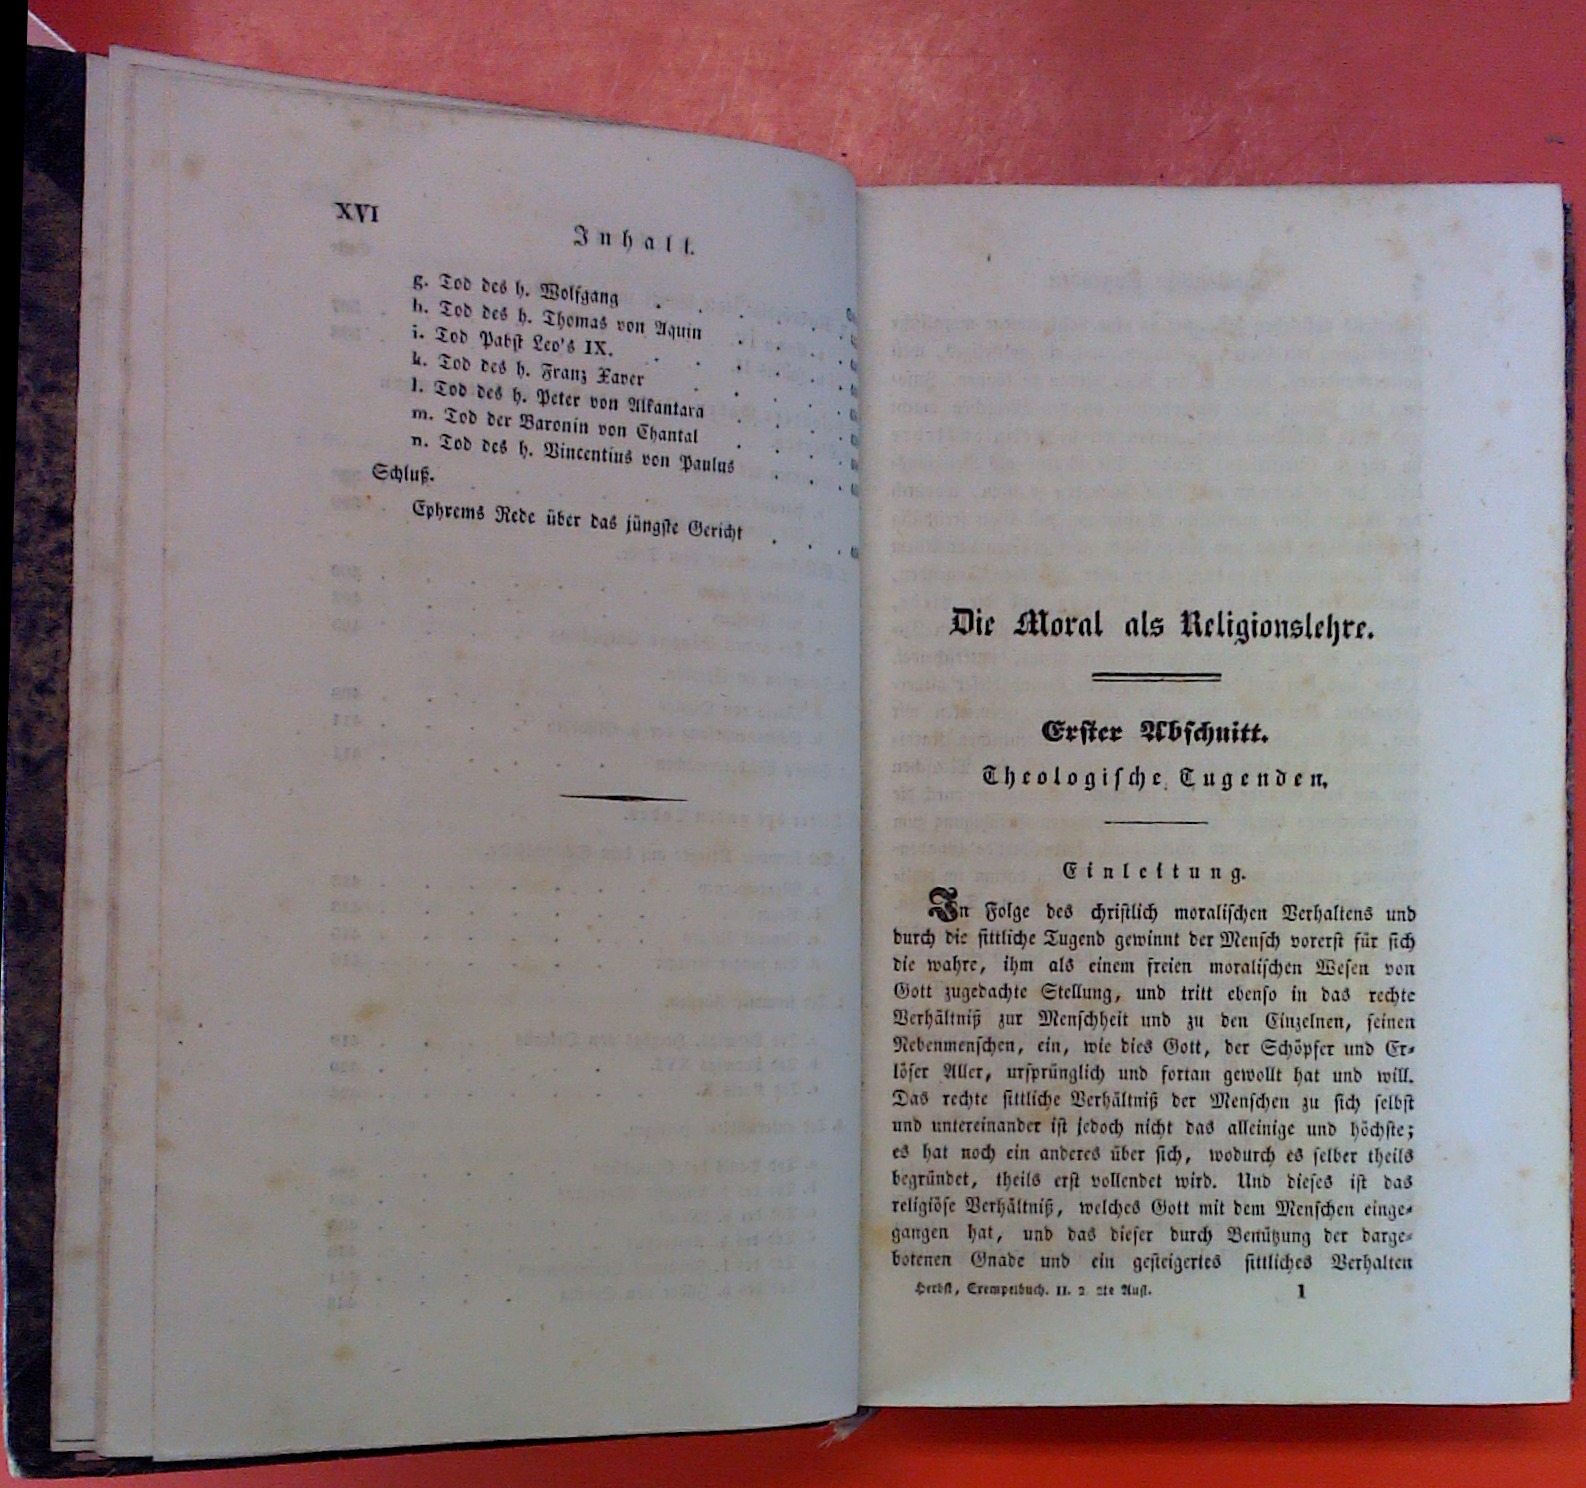 XVI
Inhalt.
g. Tod des h. Wolfgang
h. Tod des h. Thomas von Aquin
i. Tod Pabst Leo's IX.
k. Tod des h. Franz Xaver
l. Tod des h. Peter von Alkantara
m. Tod der Baronin von Chantal
n. Tod des h. Vincentius von Paulus
Schluß.
Ephrems Rede über das jüngste Gericht
Die Moral als Religionslehre.
Erster Abschnitt.
Theologische Tugenden.
Einleitung.
In Folge des christlich moralischen Verhaltens und
durch die sittliche Tugend gewinnt der Mensch vorerst für sich
die wahre, ihm als einem freien moralischen Wesen von
Gott zugedachte Stellung, und tritt ebenso in das rechte
Verhältniß zur Menschheit und zu den Einzelnen, seinen
Nebenmenschen, ein, wie dies Gott, der Schöpfer und Er-
löser Aller, ursprünglich und fortan gewollt hat und will.
Das rechte sittliche Verhältniß der Menschen zu sich selbst
und untereinander ist jedoch nicht das alleinige und höchste;
es hat noch ein anderes über sich, wodurch es selber theils
begründet, theils erst vollendet wird. Und dieses ist das
religiöse Verhältniß, welches Gott mit dem Menschen einge-
gangen hat, und das dieser durch Benützung der darge-
botenen Gnade und ein gesteigertes sittliches Verhalten
Herbst, Exempelbuch. II. 2 2te Aufl. 1